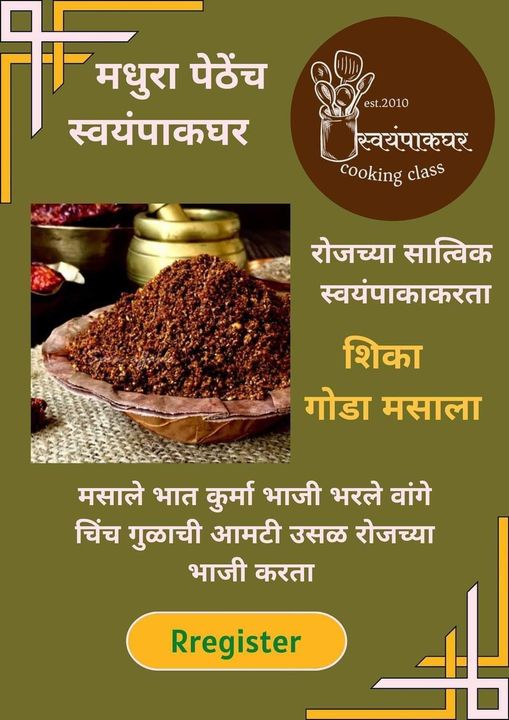 मधुरा पेठेंच
स्वयंपाकघर
est.2010
स्वयंपाकघर
cooking class
रोजच्या सात्विक
स्वयंपाकाकरता
शिका
गोडा मसाला
मसाले भात कुर्मा भाजी भरले वांगे
चिंच गुळाची आमटी उसळ रोजच्या
भाजी करता
Rregister